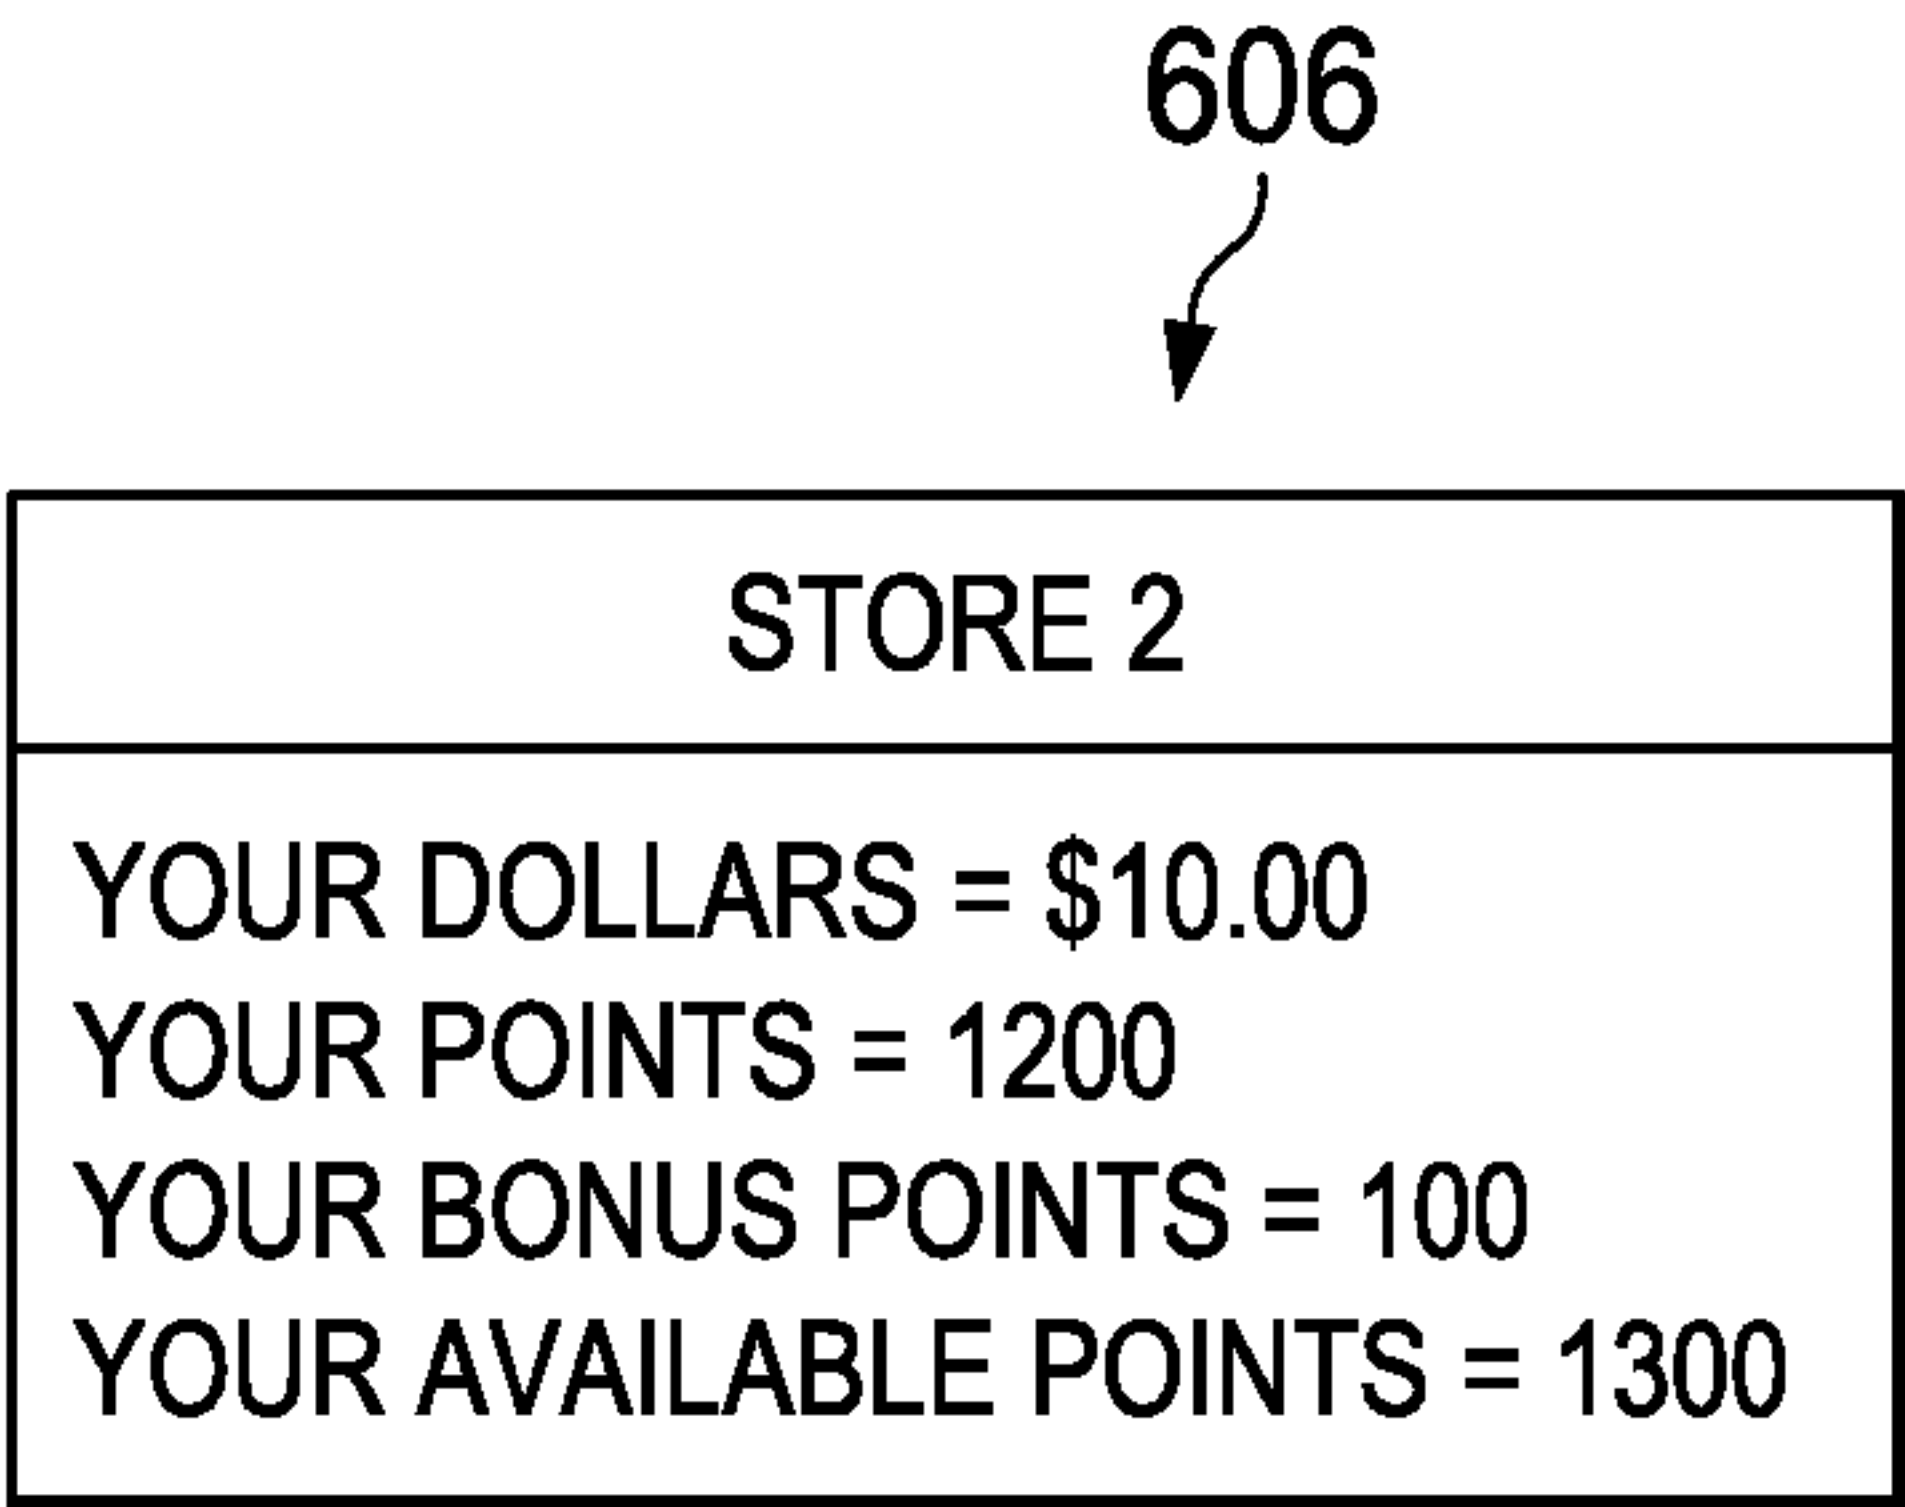 606
STORE 2
YOUR DOLLARS = $10.00
YOUR POINTS = 1200
YOUR BONUS POINTS = 100
YOUR AVAILABLE POINTS = 1300